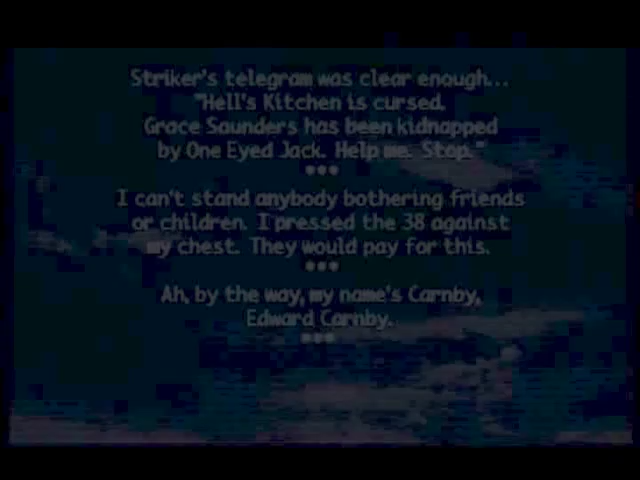 Striker's telegram was clear enough...
"Hell's Kitchen is cursed.
Grace Saunders has been kidnapped
by One Eyed Jack. Help me. Stop."
***
I can't stand anybody bothering friends
or children. I pressed the 38 against
my chest. They would pay for this.
***
Ah, by the way, my name's Carnby,
Edward Carnby.
***